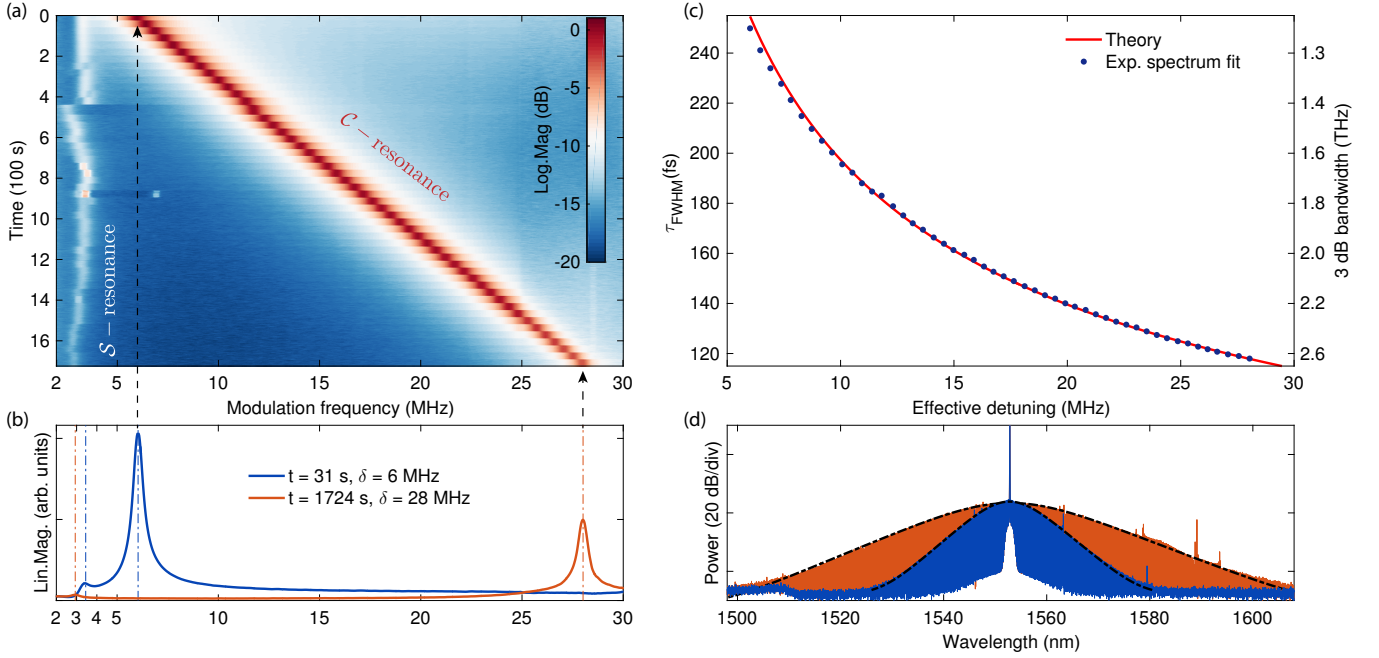 (a)
0
2
4
6
8
10
12
14
16
Time (100 s)
2
5
10
15
20
25
30
Modulation frequency (MHz)
𝒮 − resonance
𝒞 − resonance
Log.Mag (dB)
0
-5
-10
-15
-20
(b)
Lin.Mag. (arb. units)
t = 31 s, δ = 6 MHz
t = 1724 s, δ = 28 MHz
2
3
4
5
10
15
20
25
30
(c)
240
220
200
180
160
140
120
τFWHM(fs)
Theory
Exp. spectrum fit
1.3
1.4
1.6
1.8
2.0
2.2
2.6
3 dB bandwidth (THz)
5
10
15
20
25
30
Effective detuning (MHz)
(d)
Power (20 dB/div)
1500
1520
1540
1560
1580
1600
Wavelength (nm)